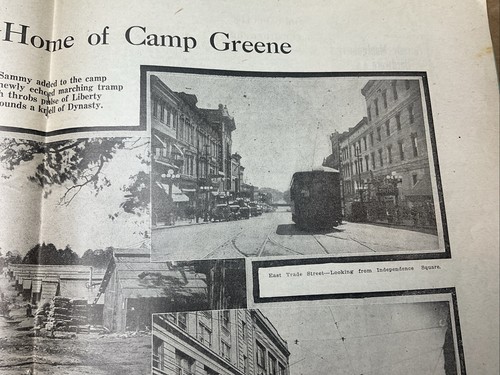 -Home of Camp Greene
Sammy added to the camp
newly echoed marching tramp
h throbs pulse of Liberty
ounds a knell of Dynasty.
East Trade Street—Looking from Independence Square.